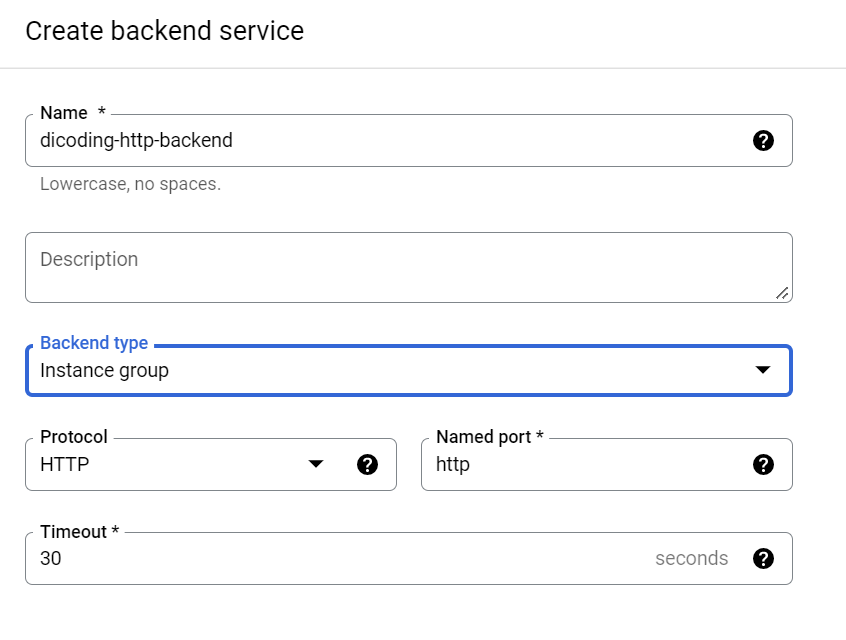 Create backend service
Name *
dicoding-http-backend
Lowercase, no spaces.
Description
Backend type
Instance group
Protocol
HTTP
Named port *
http
Timeout *
30 seconds